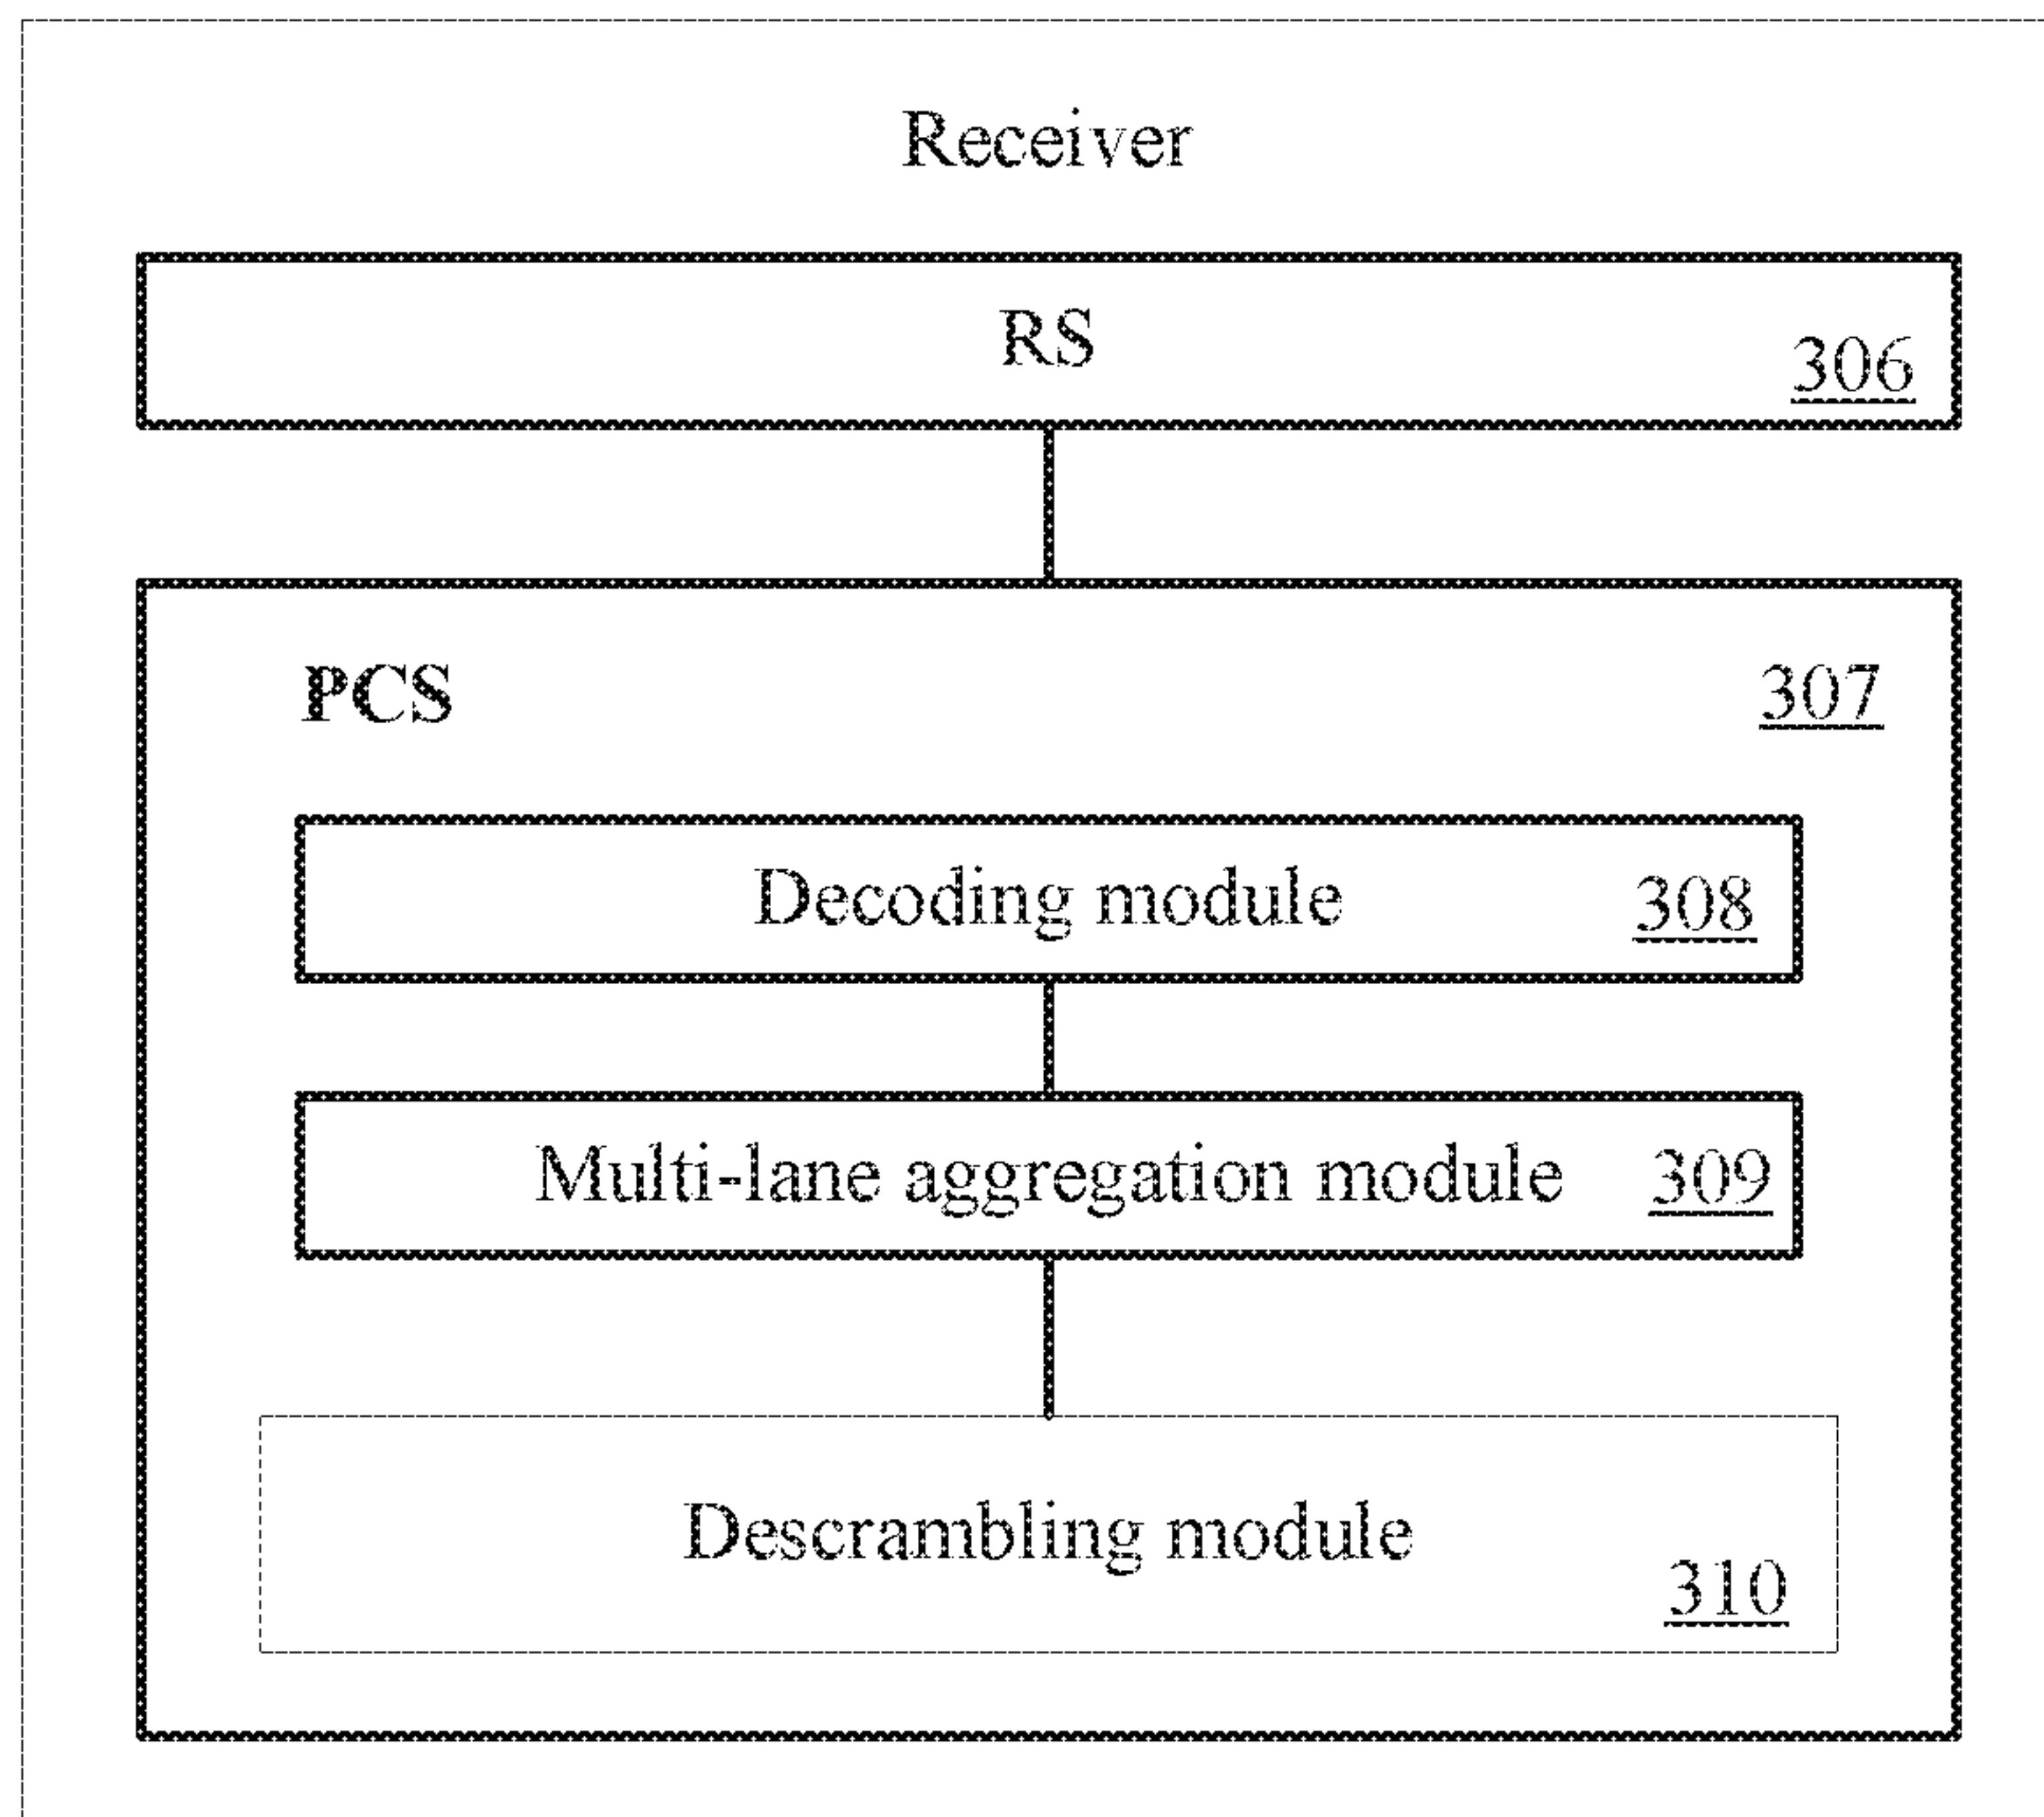 Receiver
RS 306
PCS 307
Decoding module 308
Multi-lane aggregation module 309
Descrambling module 310